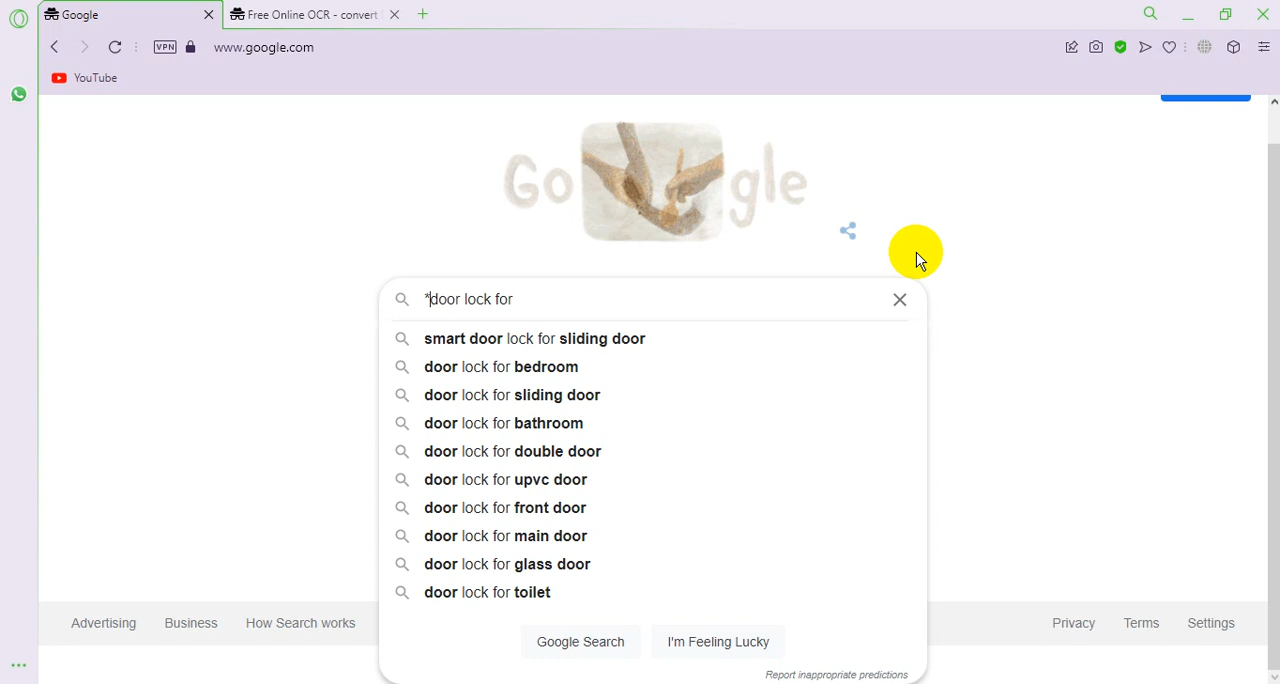 Google
Free Online OCR - convert
VPN
www.google.com
YouTube
Go gle
*door lock for
smart door lock for sliding door
door lock for bedroom
door lock for sliding door
door lock for bathroom
door lock for double door
door lock for upvc door
door lock for front door
door lock for main door
door lock for glass door
door lock for toilet
Advertising Business How Search works Privacy Terms Settings
Google Search I'm Feeling Lucky
Report inappropriate predictions